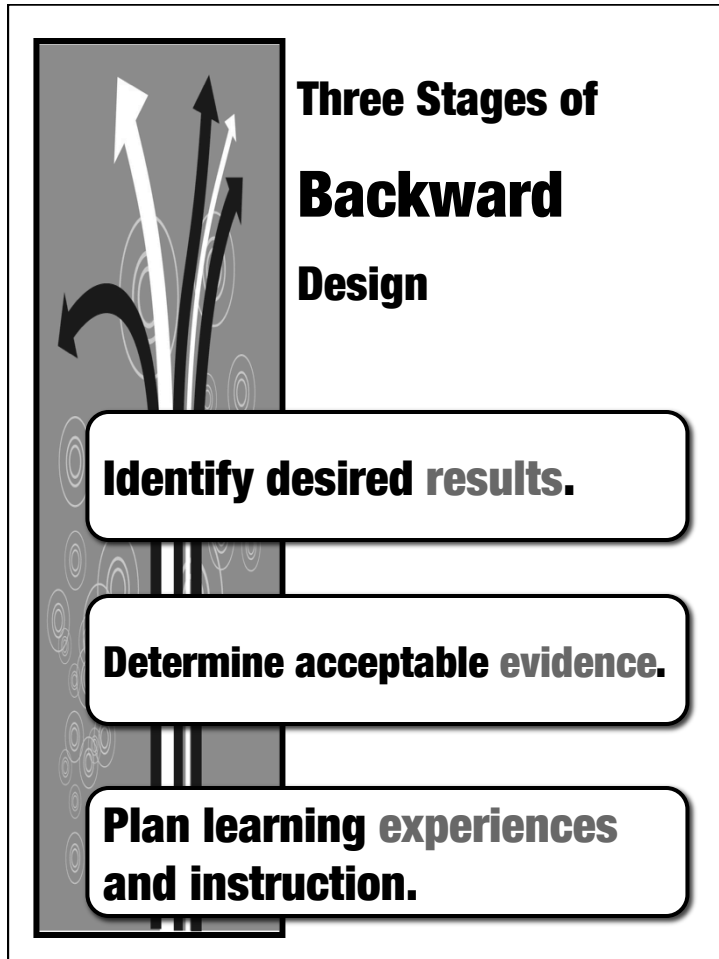 Three Stages of
Backward
Design
Identify desired results.
Determine acceptable evidence.
Plan learning experiences
and instruction.